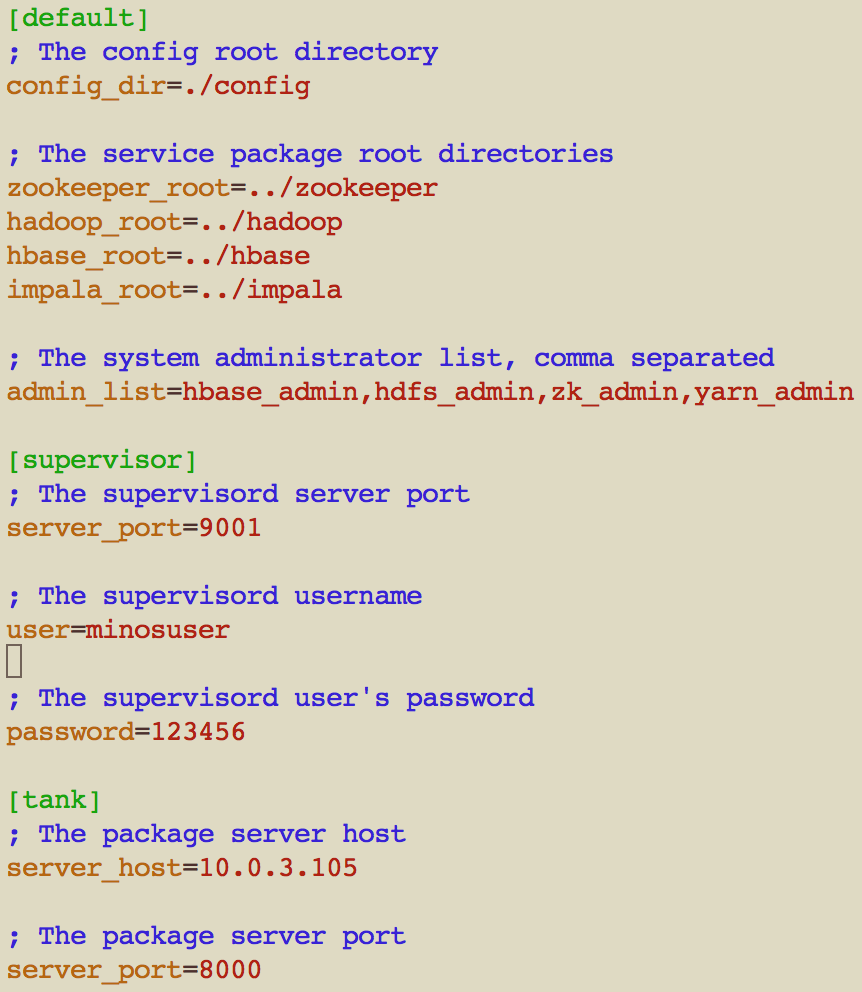 [default]
; The config root directory
config_dir=./config
; The service package root directories
zookeeper_root=../zookeeper
hadoop_root=../hadoop
hbase_root=../hbase
impala_root=../impala
; The system administrator list, comma separated
admin_list=hbase_admin,hdfs_admin,zk_admin,yarn_admin
[supervisor]
; The supervisord server port
server_port=9001
; The supervisord username
user=minosuser
; The supervisord user's password
password=123456
[tank]
; The package server host
server_host=10.0.3.105
; The package server port
server_port=8000